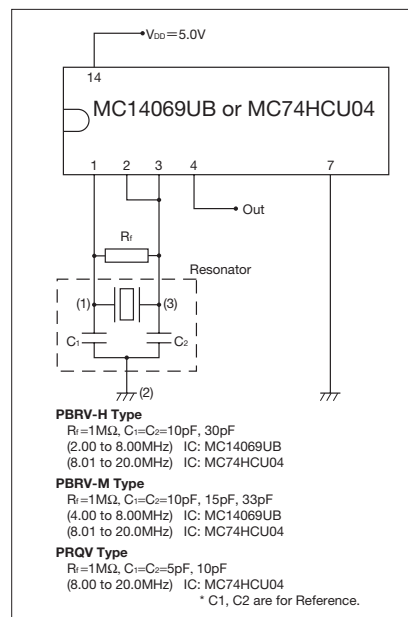 VDD=5.0V
14
MC14069UB or MC74HCU04
1 2 3 4 7
Out
Rf
Resonator
(1) (3)
C1 C2
(2)
PBRV-H Type
Rf=1MΩ, C1=C2=10pF, 30pF
(2.00 to 8.00MHz) IC: MC14069UB
(8.01 to 20.0MHz) IC: MC74HCU04
PBRV-M Type
Rf=1MΩ, C1=C2=10pF, 15pF, 33pF
(4.00 to 8.00MHz) IC: MC14069UB
(8.01 to 20.0MHz) IC: MC74HCU04
PRQV Type
Rf=1MΩ, C1=C2=5pF, 10pF
(8.00 to 20.0MHz) IC: MC74HCU04
* C1, C2 are for Reference.